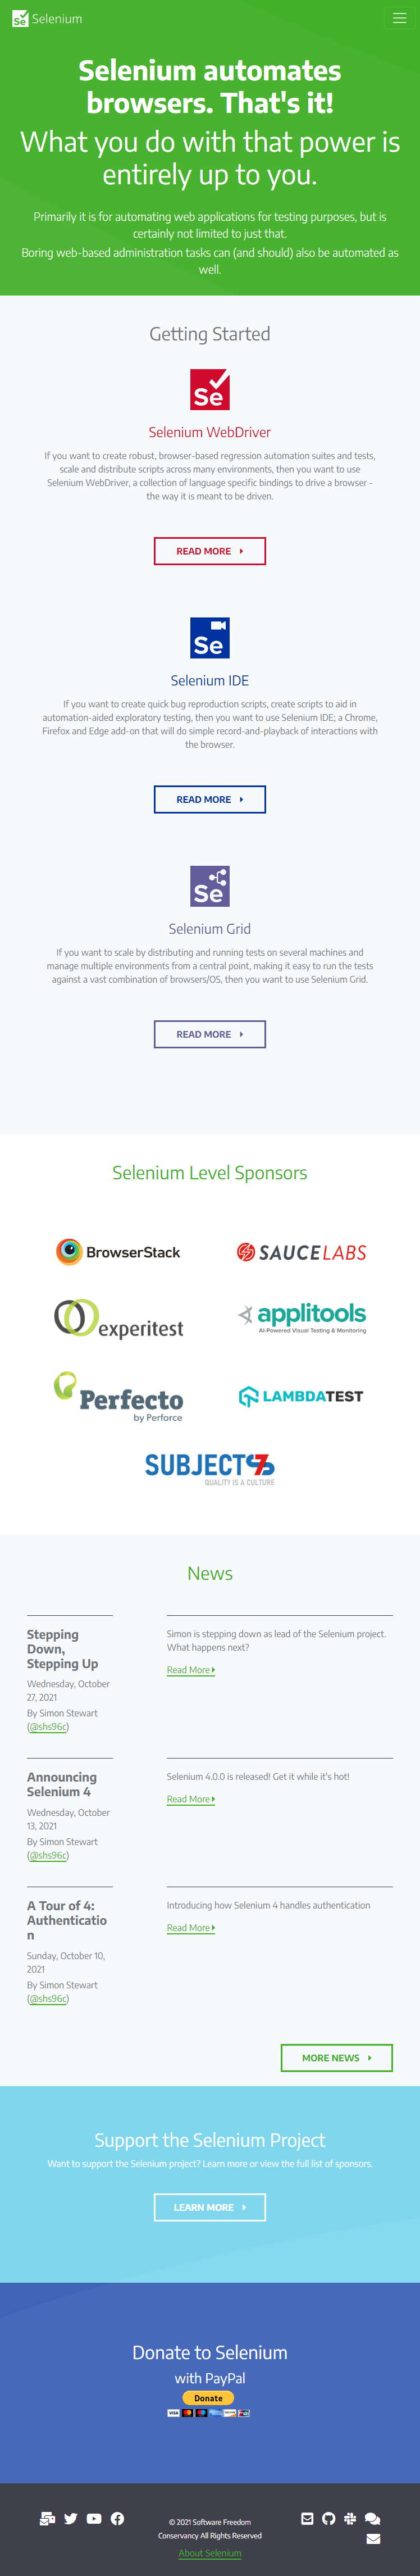 Se Selenium
Selenium automates
browsers. That's it!
What you do with that power is
entirely up to you.
Primarily it is for automating web applications for testing purposes, but is
certainly not limited to just that.
Boring web-based administration tasks can (and should) also be automated as
well.
Getting Started
Se
Selenium WebDriver
If you want to create robust, browser-based regression automation suites and tests,
scale and distribute scripts across many environments, then you want to use
Selenium WebDriver, a collection of language specific bindings to drive a browser -
the way it is meant to be driven.
READ MORE
Se
Selenium IDE
If you want to create quick bug reproduction scripts, create scripts to aid in
automation-aided exploratory testing, then you want to use Selenium IDE; a Chrome,
Firefox and Edge add-on that will do simple record-and-playback of interactions with
the browser.
READ MORE
Se
Selenium Grid
If you want to scale by distributing and running tests on several machines and
manage multiple environments from a central point, making it easy to run the tests
against a vast combination of browsers/OS, then you want to use Selenium Grid.
READ MORE
Selenium Level Sponsors
BrowserStack
SAUCELABS
experitest
applitools
AI-Powered Visual Testing & Monitoring
Perfecto
by Perforce
LAMBDATEST
SUBJECT7
QUALITY IS A CULTURE
News
Stepping
Down,
Stepping Up
Wednesday, October
27, 2021
By Simon Stewart
(@shs96c)
Simon is stepping down as lead of the Selenium project.
What happens next?
Read More
Announcing
Selenium 4
Wednesday, October
13, 2021
By Simon Stewart
(@shs96c)
Selenium 4.0.0 is released! Get it while it's hot!
Read More
A Tour of 4:
Authenticatio
n
Sunday, October 10,
2021
By Simon Stewart
(@shs96c)
Introducing how Selenium 4 handles authentication
Read More
MORE NEWS
Support the Selenium Project
Want to support the Selenium project? Learn more or view the full list of sponsors.
LEARN MORE
Donate to Selenium
with PayPal
Donate
VISA
© 2021 Software Freedom
Conservancy All Rights Reserved
About Selenium